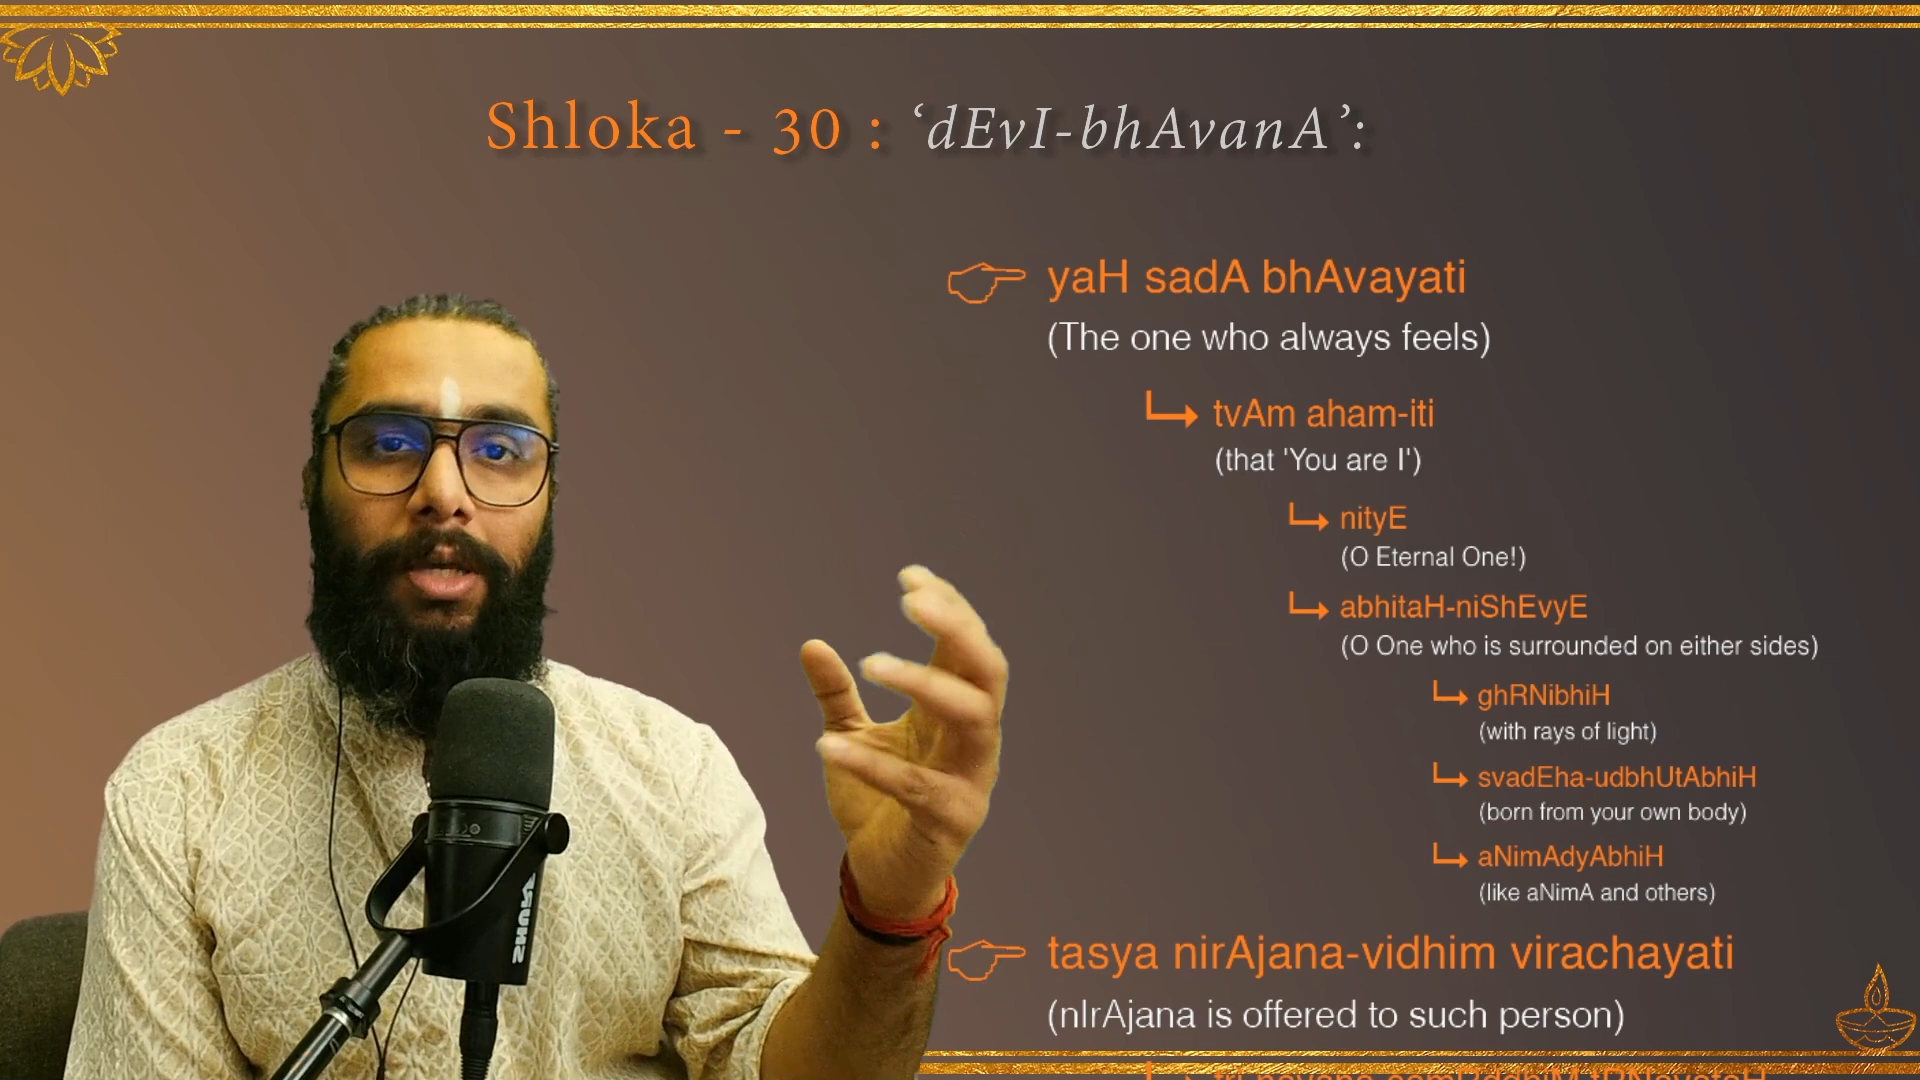 Shloka - 30 : ‘dEvI-bhAvanA’:
yaH sadA bhAvayati
(The one who always feels)
tvAm aham-iti
(that 'You are I')
nityE
(O Eternal One!)
abhitaH-niShEvyE
(O One who is surrounded on either sides)
ghRNibhiH
(with rays of light)
svadEha-udbhUtAbhiH
(born from your own body)
aNimAdyAbhiH
(like aNimA and others)
tasya nirAjana-vidhim virachayati
(nIrAjana is offered to such person)